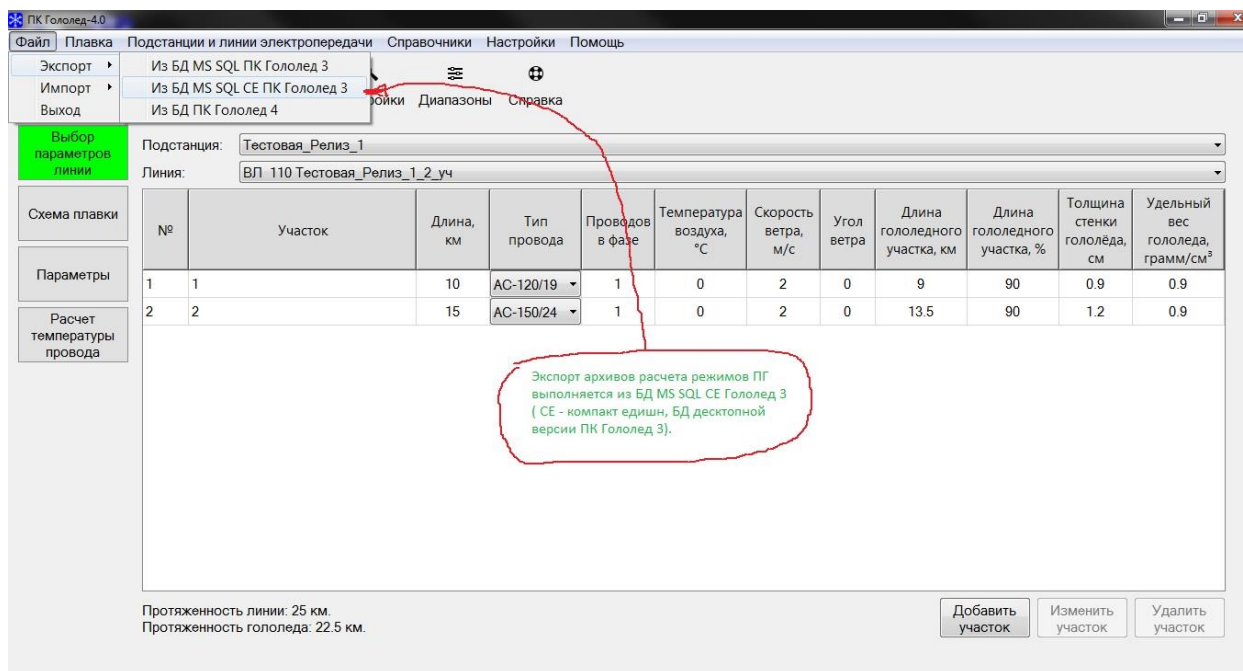 ПК Гололед-4.0
Файл Плавка Подстанции и линии электропередачи Справочники Настройки Помощь
Экспорт
Импорт
Выход
Из БД MS SQL ПК Гололед 3
Из БД MS SQL CE ПК Гололед 3
Из БД ПК Гололед 4
ройки Диапазоны Справка
Выбор
параметров
линии
Схема плавки
Параметры
Расчет
температуры
провода
Подстанция: Тестовая_Релиз_1
Линия: ВЛ 110 Тестовая_Релиз_1_2_уч
№ Участок Длина, км Тип провода Проводов в фазе Температура воздуха, °C Скорость ветра, м/с Угол ветра Длина гололедного участка, км Длина гололедного участка, % Толщина стенки гололёда, см Удельный вес гололеда, грамм/см³
1 1 10 АС-120/19 1 0 2 0 9 90 0.9 0.9
2 2 15 АС-150/24 1 0 2 0 13.5 90 1.2 0.9
Экспорт архивов расчета режимов ПГ
выполняется из БД MS SQL CE Гололед 3
( CE - компакт едишн, БД десктопной
версии ПК Гололед 3).
Протяженность линии: 25 км.
Протяженность гололеда: 22.5 км.
Добавить
участок
Изменить
участок
Удалить
участок